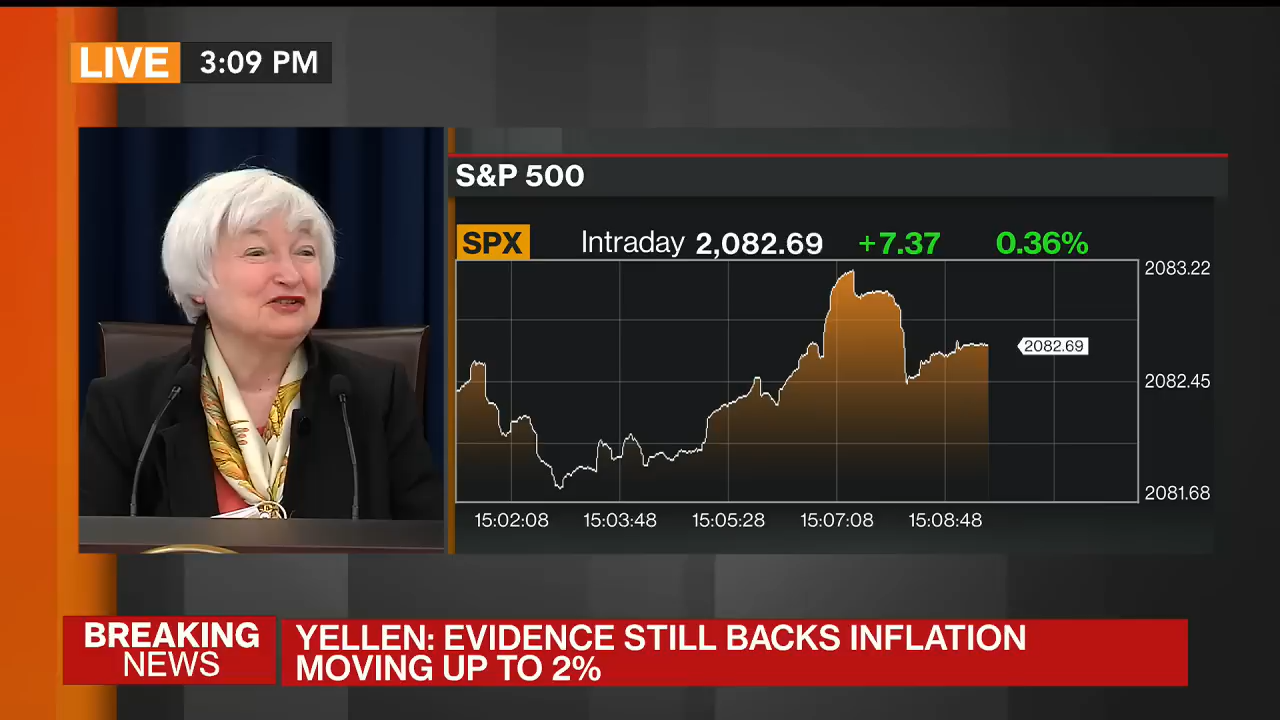 LIVE 3:09 PM
S&P 500
SPX Intraday 2,082.69 +7.37 0.36%
2083.22
2082.69
2082.45
2081.68
15:02:08 15:03:48 15:05:28 15:07:08 15:08:48
BREAKING
NEWS
YELLEN: EVIDENCE STILL BACKS INFLATION
MOVING UP TO 2%